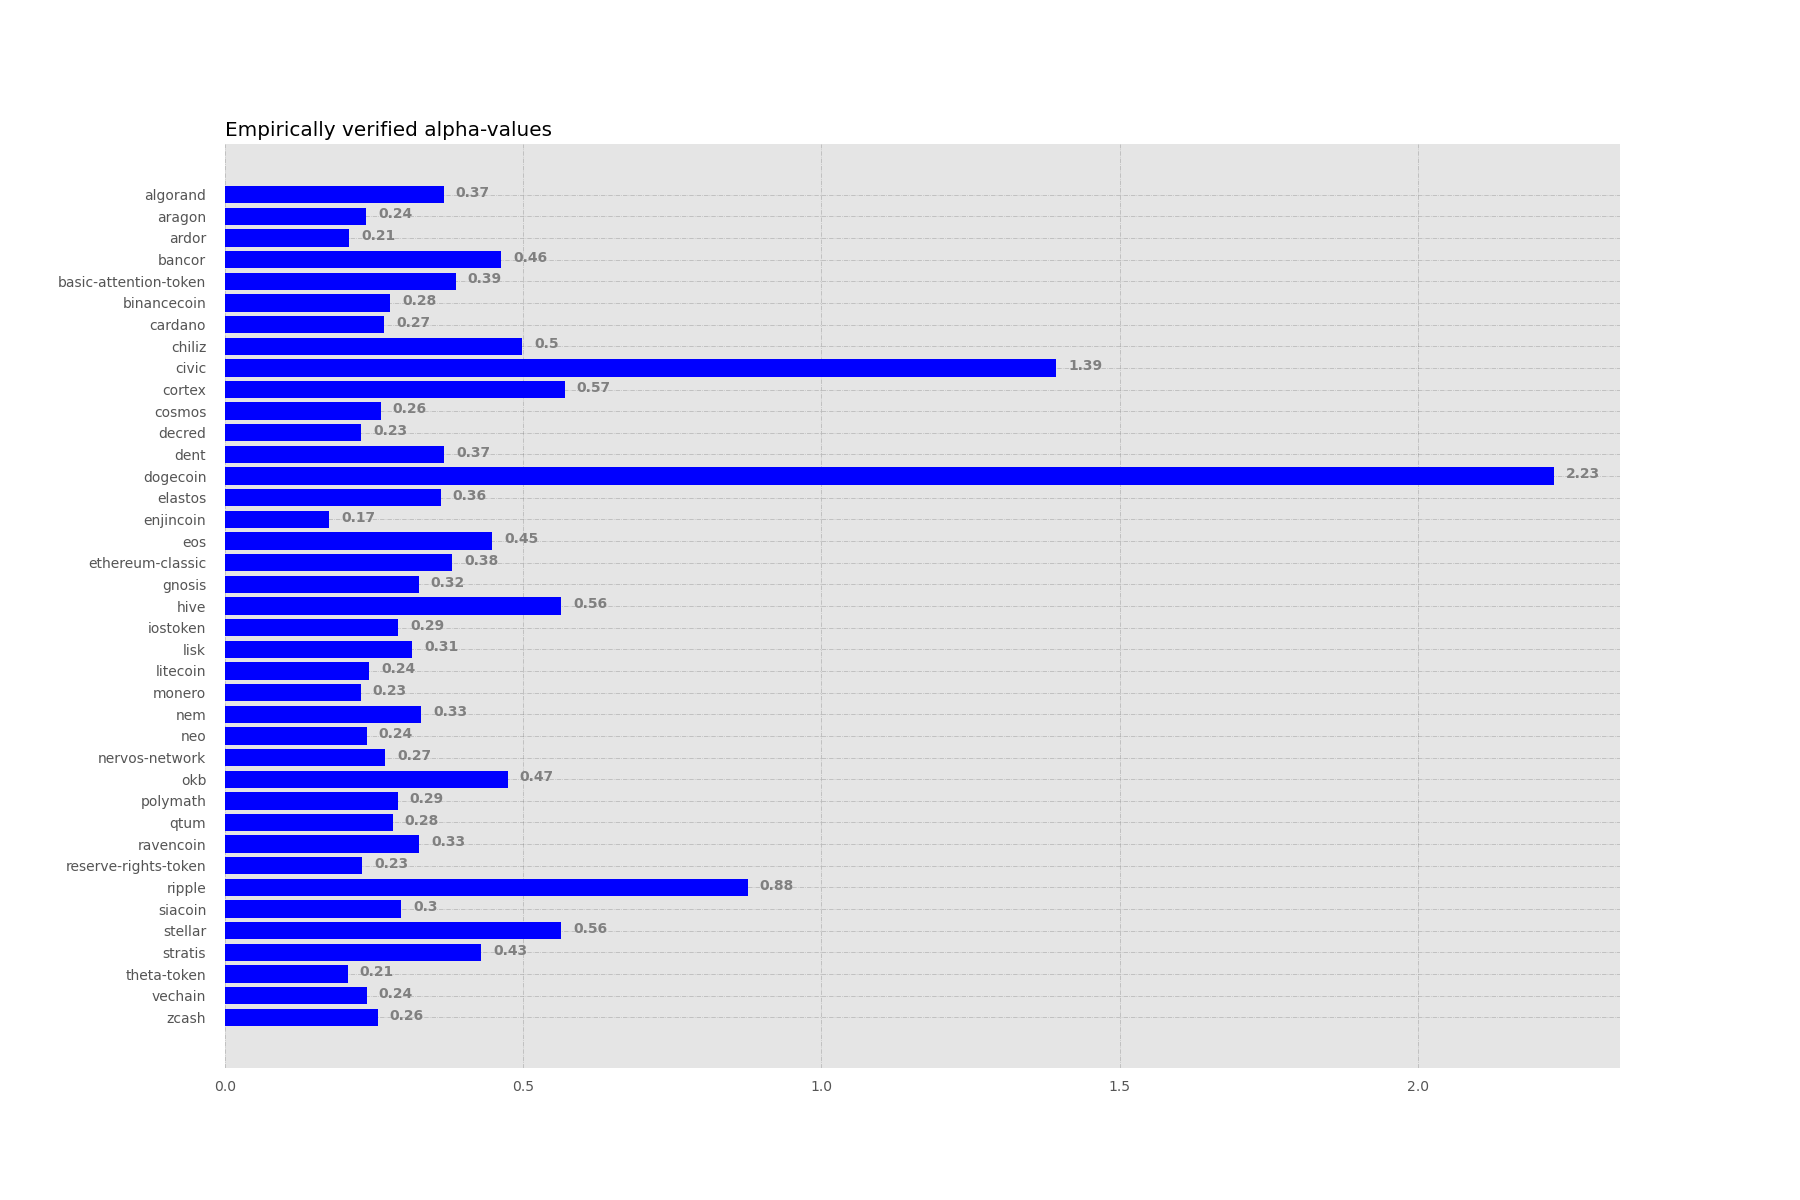 Empirically verified alpha-values
algorand 0.37
aragon 0.24
ardor 0.21
bancor 0.46
basic-attention-token 0.39
binancecoin 0.28
cardano 0.27
chiliz 0.5
civic 1.39
cortex 0.57
cosmos 0.26
decred 0.23
dent 0.37
dogecoin 2.23
elastos 0.36
enjincoin 0.17
eos 0.45
ethereum-classic 0.38
gnosis 0.32
hive 0.56
iostoken 0.29
lisk 0.31
litecoin 0.24
monero 0.23
nem 0.33
neo 0.24
nervos-network 0.27
okb 0.47
polymath 0.29
qtum 0.28
ravencoin 0.33
reserve-rights-token 0.23
ripple 0.88
siacoin 0.3
stellar 0.56
stratis 0.43
theta-token 0.21
vechain 0.24
zcash 0.26
0.0 0.5 1.0 1.5 2.0